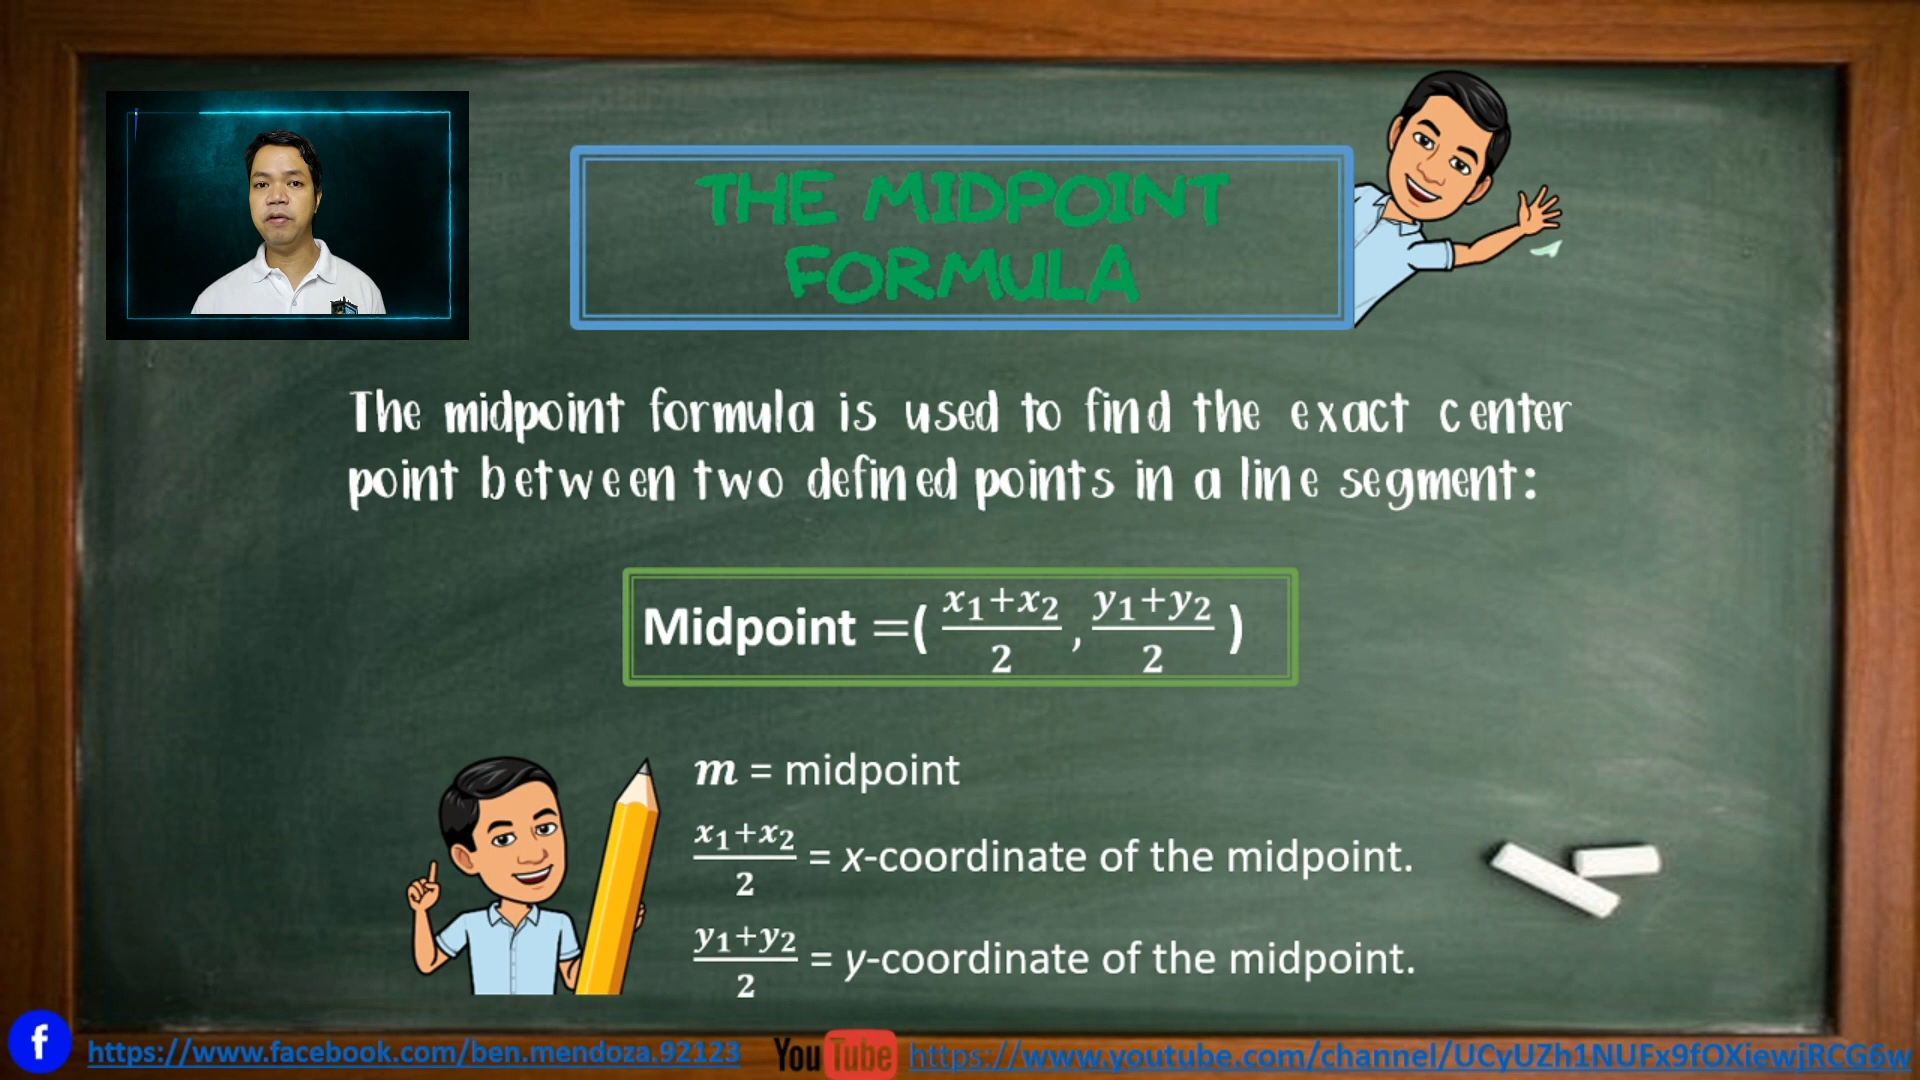 THE MIDPOINT
FORMULA
The midpoint formula is used to find the exact center
point between two defined points in a line segment:
Midpoint =( x₁+x₂/2 , y₁+y₂/2 )
m = midpoint
x₁+x₂/2 = x-coordinate of the midpoint.
y₁+y₂/2 = y-coordinate of the midpoint.
f https://www.facebook.com/ben.mendoza.92123 YouTube https://www.youtube.com/channel/UCyUZh1NUFx9fOXiewjRCG6w